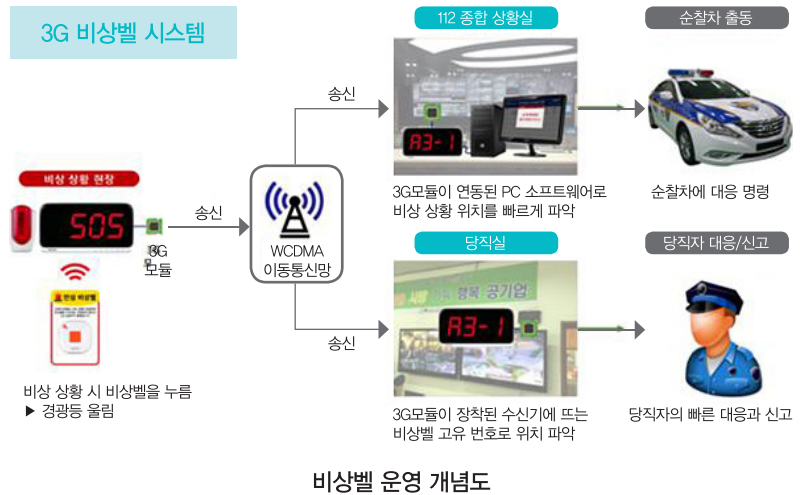 3G 비상벨 시스템
비상 상황 현장
SOS
3G
모듈
안심 비상벨
비상 상황 시 비상벨을 누름
▶ 경광등 울림
송신
WCDMA
이동통신망
송신
112 종합 상황실
A3-1
3G모듈이 연동된 PC 소프트웨어로
비상 상황 위치를 빠르게 파악
순찰차 출동
순찰차에 대응 명령
송신
당직실
행복 공기업
A3-1
3G모듈이 장착된 수신기에 뜨는
비상벨 고유 번호로 위치 파악
당직자 대응/신고
당직자의 빠른 대응과 신고
비상벨 운영 개념도